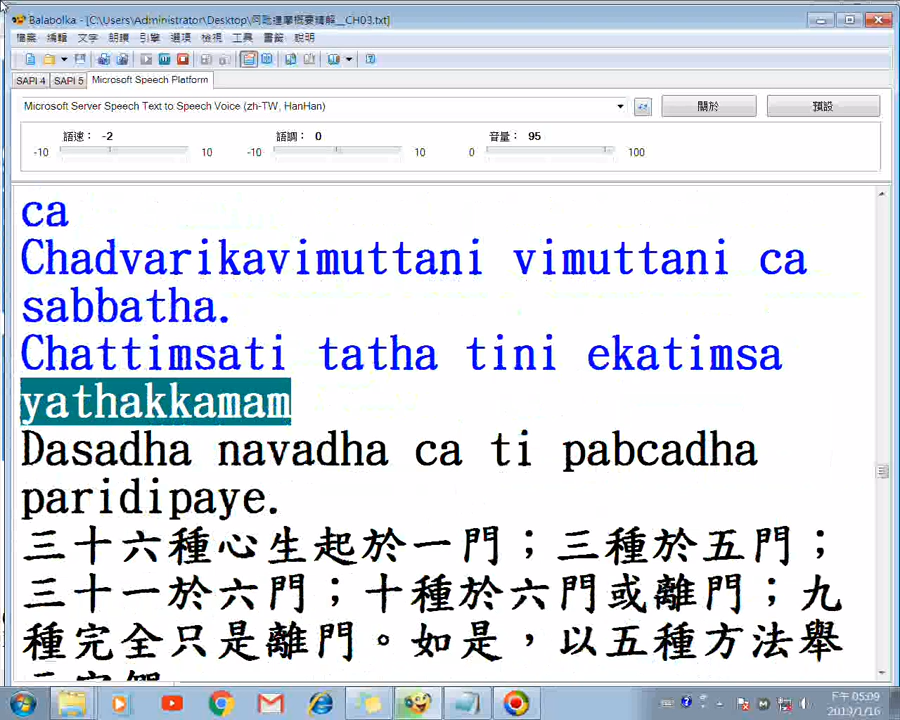 Balabolka - [C:\Users\Administrator\Desktop\阿毗達摩概要精解__CH03.txt]
檔案 編輯 文字 朗讀 引擎 選項 檢視 工具 書籤 說明
SAPI 4 SAPI 5 Microsoft Speech Platform
Microsoft Server Speech Text to Speech Voice (zh-TW, HanHan) 關於 預設
語速： -2 語調： 0 音量： 95
-10 10 -10 10 0 100
ca
Chadvarikavimuttani vimuttani ca
sabbatha.
Chattimsati tatha tini ekatimsa
yathakkamam
Dasadha navadha ca ti pabcadha
paridipaye.
三十六種心生起於一門；三種於五門；
三十一於六門；十種於六門或離門；九
種完全只是離門。如是，以五種方法舉
下午 05:09
2019/1/16